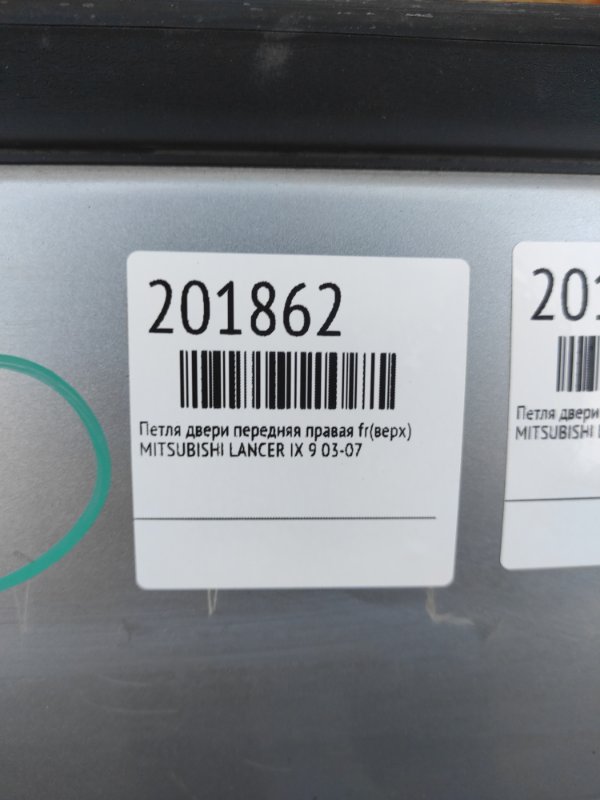 201862
Петля двери передняя правая fr(верх)
MITSUBISHI LANCER IX 9 03-07
201
Петля двери
MITSUBISHI